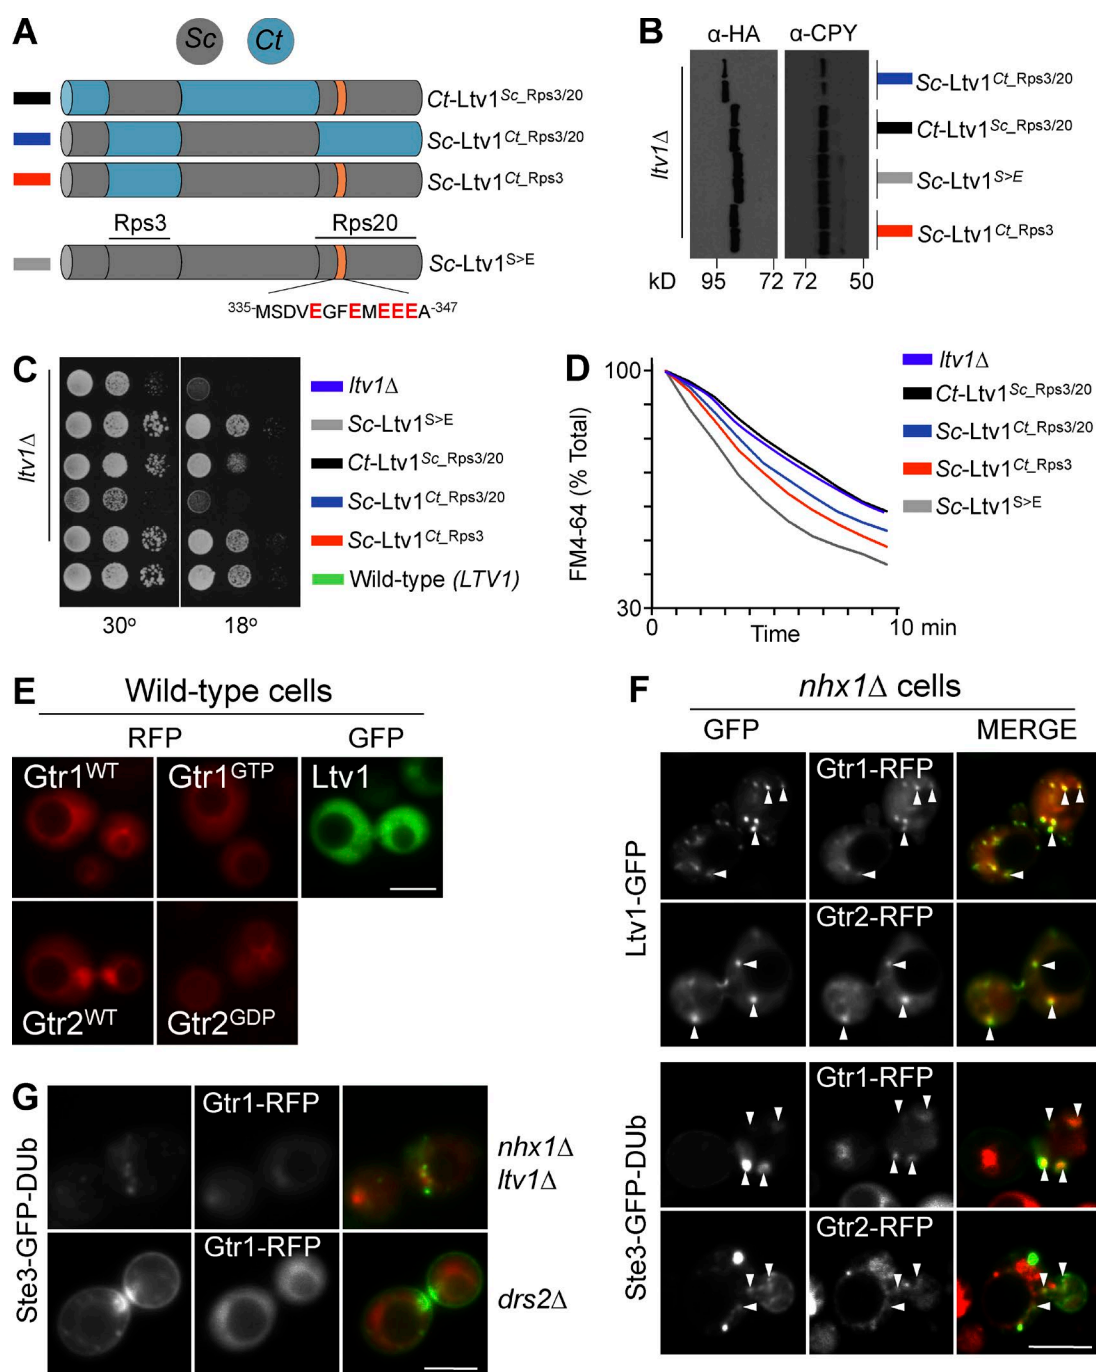 A
Sc Ct
Ct-Ltv1Sc_Rps3/20
Sc-Ltv1Ct_Rps3/20
Sc-Ltv1Ct_Rps3
Rps3 Rps20
Sc-Ltv1S>E
335-MSDVEGFEMEEEA-347
B
α-HA α-CPY
ltv1Δ
Sc-Ltv1Ct_Rps3/20
Ct-Ltv1Sc_Rps3/20
Sc-Ltv1S>E
Sc-Ltv1Ct_Rps3
kD 95 72 72 50
C
ltv1Δ
ltv1Δ
Sc-Ltv1S>E
Ct-Ltv1Sc_Rps3/20
Sc-Ltv1Ct_Rps3/20
Sc-Ltv1Ct_Rps3
Wild-type (LTV1)
30o 18o
D
FM4-64 (% Total)
100
30
0 Time 10 min
ltv1Δ
Ct-Ltv1Sc_Rps3/20
Sc-Ltv1Ct_Rps3/20
Sc-Ltv1Ct_Rps3
Sc-Ltv1S>E
E
Wild-type cells
RFP GFP
Gtr1WT Gtr1GTP Ltv1
Gtr2WT Gtr2GDP
F
nhx1Δ cells
GFP MERGE
Ltv1-GFP
Gtr1-RFP
Gtr2-RFP
Ste3-GFP-DUb
Gtr1-RFP
Gtr2-RFP
G
Ste3-GFP-DUb
Gtr1-RFP
nhx1Δ
ltv1Δ
Gtr1-RFP
drs2Δ